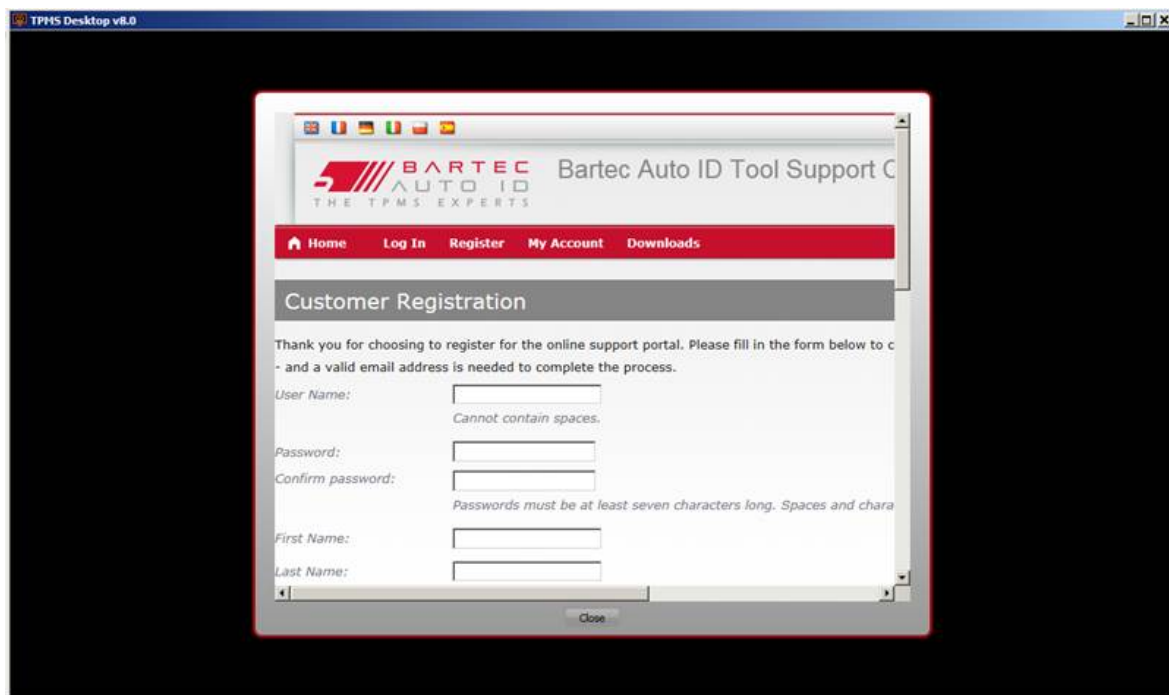 TPMS Desktop v8.0
BARTEC
AUTO ID
THE TPMS EXPERTS
Bartec Auto ID Tool Support C
Home Log In Register My Account Downloads
Customer Registration
Thank you for choosing to register for the online support portal. Please fill in the form below to c
- and a valid email address is needed to complete the process.
User Name:
Cannot contain spaces.
Password:
Confirm password:
Passwords must be at least seven characters long. Spaces and chara
First Name:
Last Name:
Close